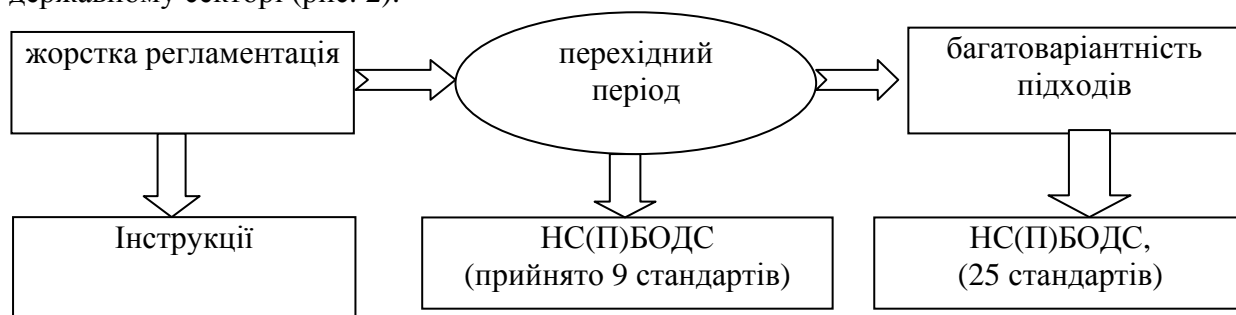 державному секторі (рис. 2).
жорстка регламентація
перехідний
період
багатоваріантність
підходів
Інструкції
НС(П)БОДС
(прийнято 9 стандартів)
НС(П)БОДС,
(25 стандартів)